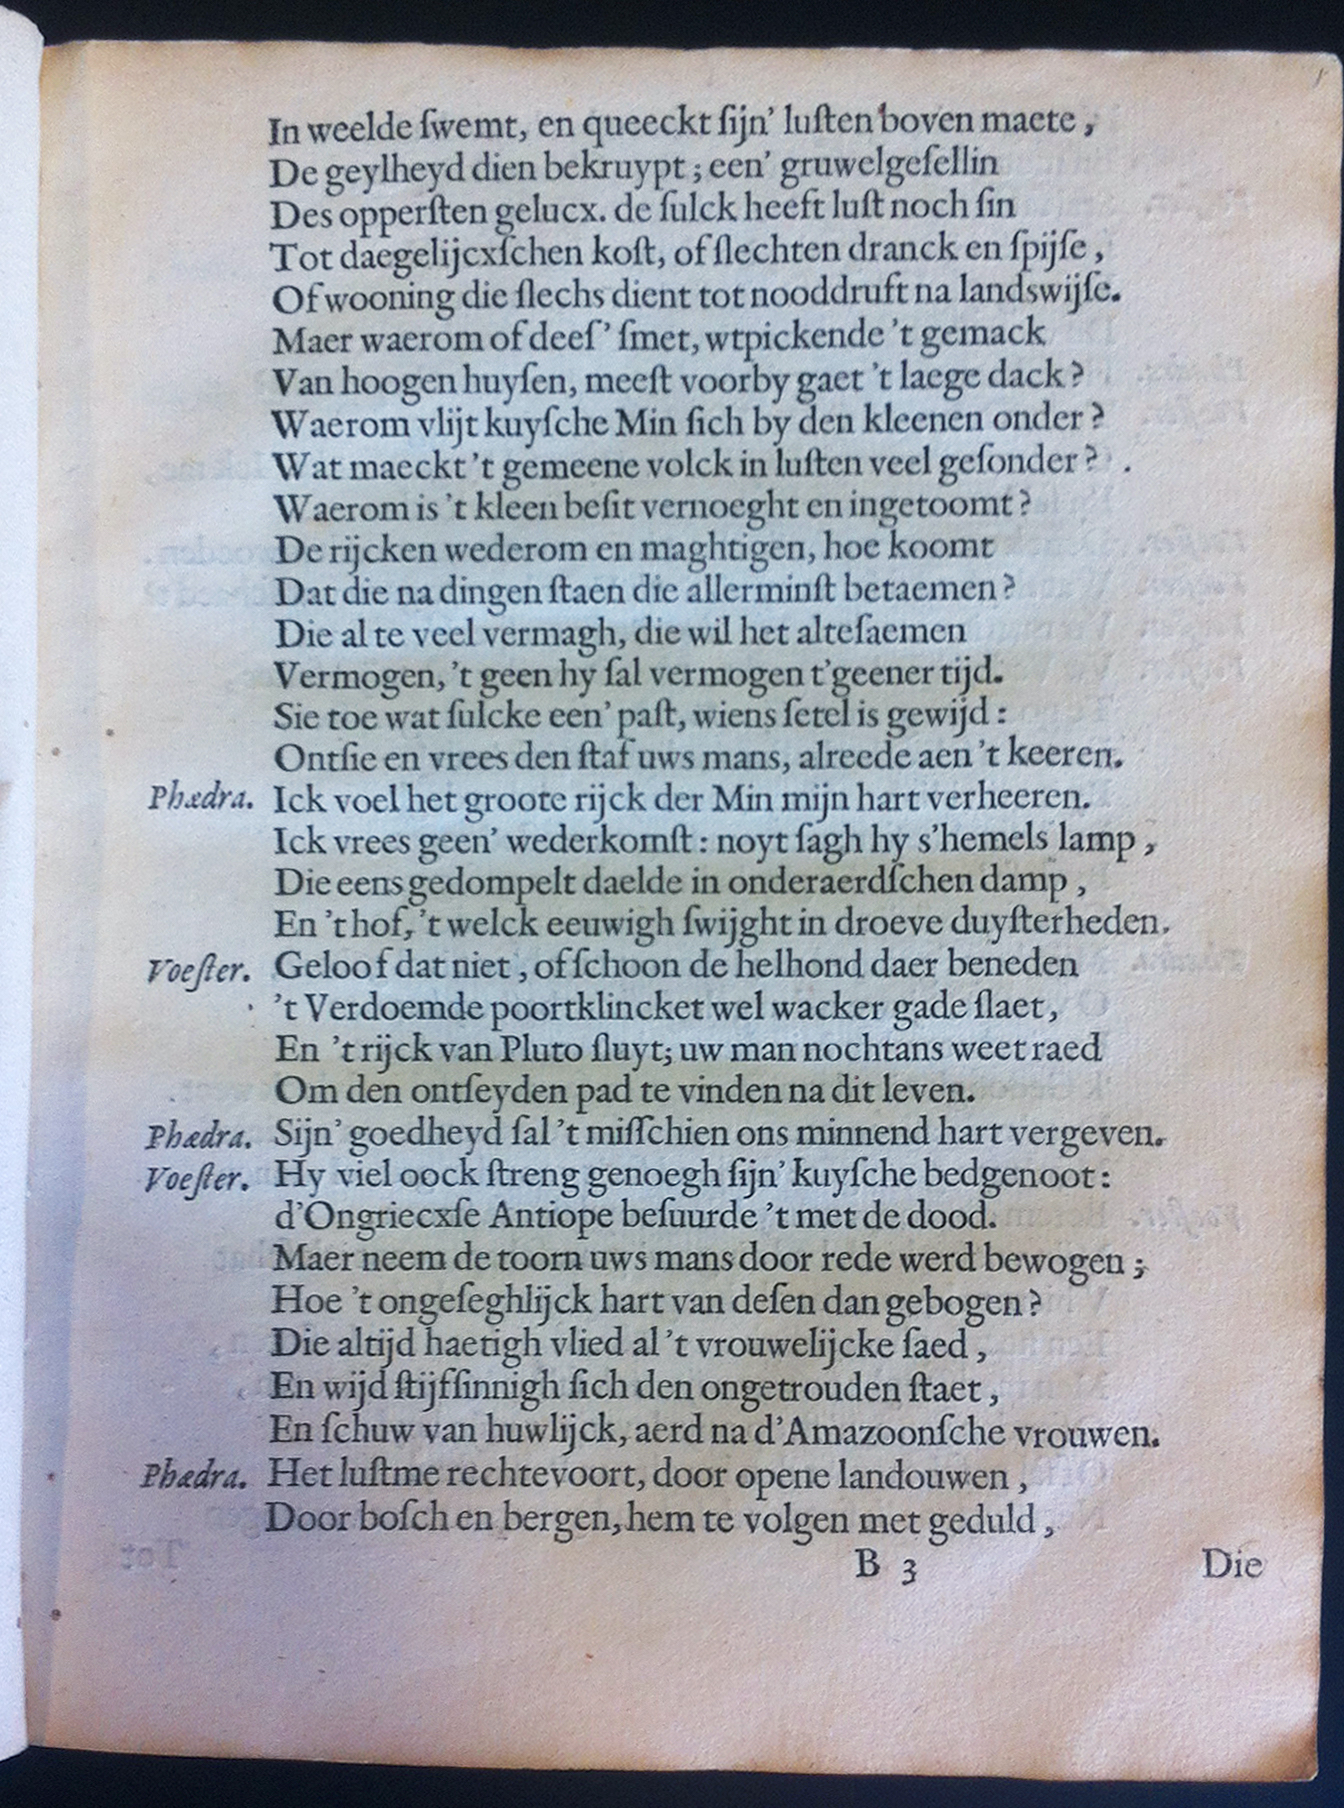 In weelde ſwemt, en queeckt ſijn' luſten boven maete,
De geylheyd dien bekruypt; een' gruwelgeſellin
Des opperſten gelucx. de ſulck heeft luſt noch ſin
Tot daegelijcxſchen koſt, of ſlechten dranck en ſpijſe,
Of wooning die ſlechs dient tot nooddruft na landswijſe.
Maer waerom of deeſ' ſmet, wtpickende 't gemack
Van hoogen huyſen, meeſt voorby gaet 't laege dack?
Waerom vlijt kuyſche Min ſich by den kleenen onder?
Wat maeckt 't gemeene volck in luſten veel geſonder?
Waerom is 't kleen beſit vernoeght en ingetoomt?
De rijcken wederom en maghtigen, hoe koomt
Dat die na dingen ſtaen die allerminſt betaemen?
Die al te veel vermagh, die wil het alteſaemen
Vermogen, 't geen hy ſal vermogen t'geener tijd.
Sie toe wat ſulcke een' paſt, wiens ſetel is gewijd:
Ontſie en vrees den ſtaf uws mans, alreede aen 't keeren.
Phædra. Ick voel het groote rijck der Min mijn hart verheeren.
Ick vrees geen' wederkomſt: noyt ſagh hy s'hemels lamp,
Die eens gedompelt daelde in onderaerdſchen damp,
En 't hof, 't welck eeuwigh ſwijght in droeve duyſterheden.
Voeſter. Geloof dat niet, of ſchoon de helhond daer beneden
't Verdoemde poortklincket wel wacker gade ſlaet,
En 't rijck van Pluto ſluyt; uw man nochtans weet raed
Om den ontſeyden pad te vinden na dit leven.
Phædra. Sijn' goedheyd ſal 't miſſchien ons minnend hart vergeven.
Voeſter. Hy viel oock ſtreng genoegh ſijn' kuyſche bedgenoot:
d'Ongriecxſe Antiope beſuurde 't met de dood.
Maer neem de toorn uws mans door rede werd bewogen;
Hoe 't ongeſeghlijck hart van deſen dan gebogen?
Die altijd haetigh vlied al 't vrouwelijcke ſaed,
En wijd ſtijfſinnigh ſich den ongetrouden ſtaet,
En ſchuw van huwlijck, aerd na d'Amazoonſche vrouwen.
Phædra. Het luſt me rechtevoort, door opene landouwen,
Door boſch en bergen, hem te volgen met geduld,
B 3 Die